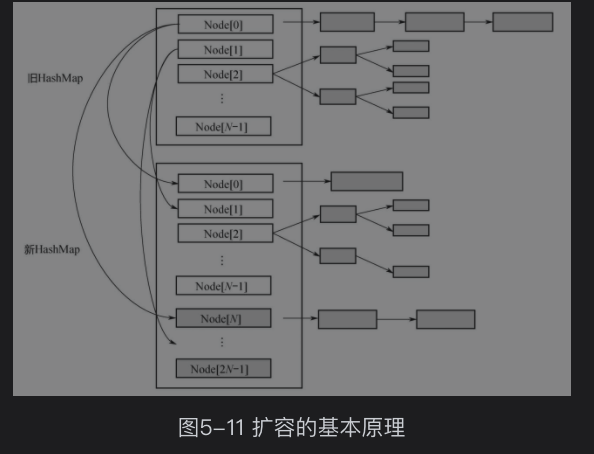 Node[0]
Node[1]
旧HashMap
Node[2]
⋮
Node[N-1]
Node[0]
Node[1]
Node[2]
新HashMap
⋮
Node[N-1]
Node[N]
⋮
Node[2N-1]
图5-11 扩容的基本原理